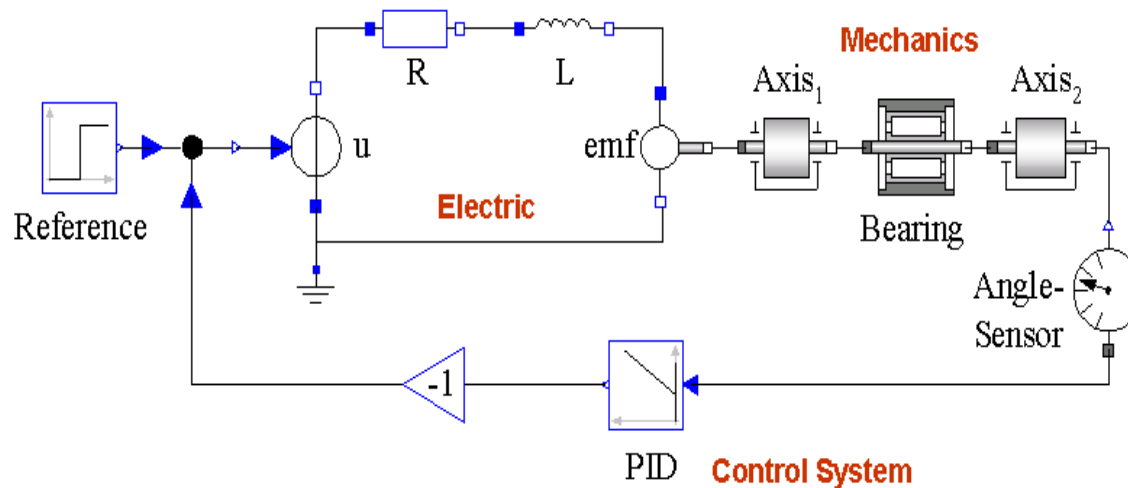 Mechanics
R
L
Axis1
Axis2
u
emf
Reference
Electric
Bearing
Angle-
Sensor
-1
PID
Control System